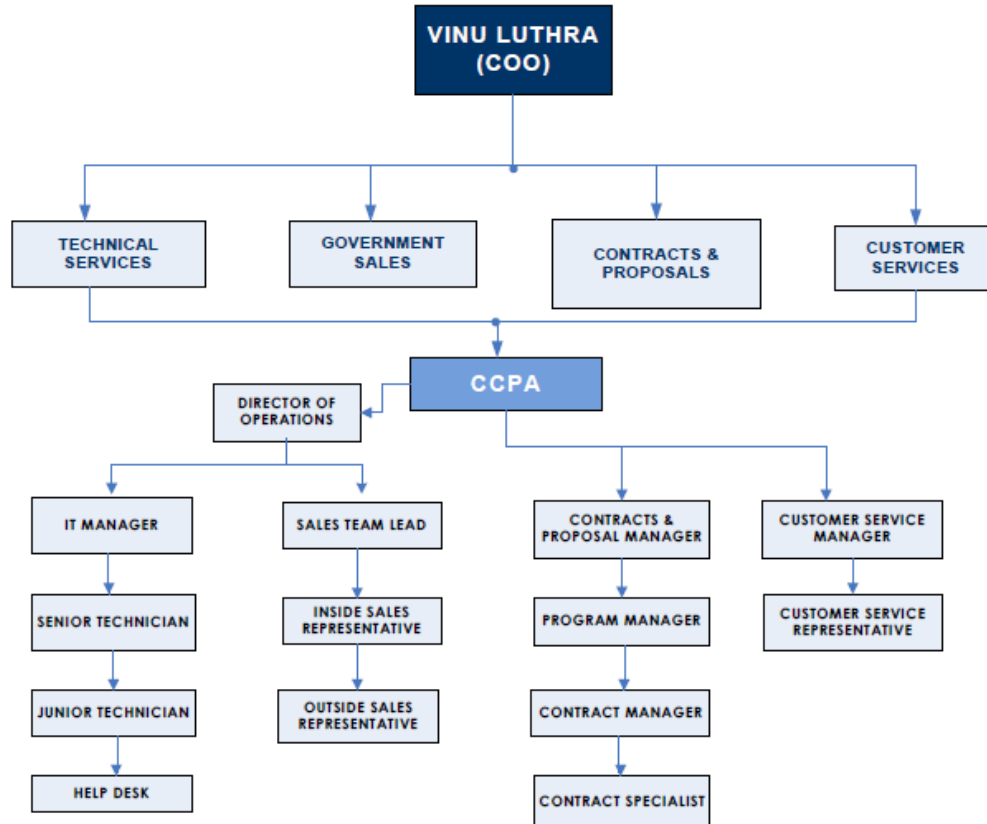 VINU LUTHRA
(COO)
TECHNICAL
SERVICES
GOVERNMENT
SALES
CONTRACTS &
PROPOSALS
CUSTOMER
SERVICES
CCPA
DIRECTOR OF
OPERATIONS
IT MANAGER
SALES TEAM LEAD
CONTRACTS &
PROPOSAL MANAGER
CUSTOMER SERVICE
MANAGER
SENIOR TECHNICIAN
INSIDE SALES
REPRESENTATIVE
PROGRAM MANAGER
CUSTOMER SERVICE
REPRESENTATIVE
JUNIOR TECHNICIAN
OUTSIDE SALES
REPRESENTATIVE
CONTRACT MANAGER
HELP DESK
CONTRACT SPECIALIST